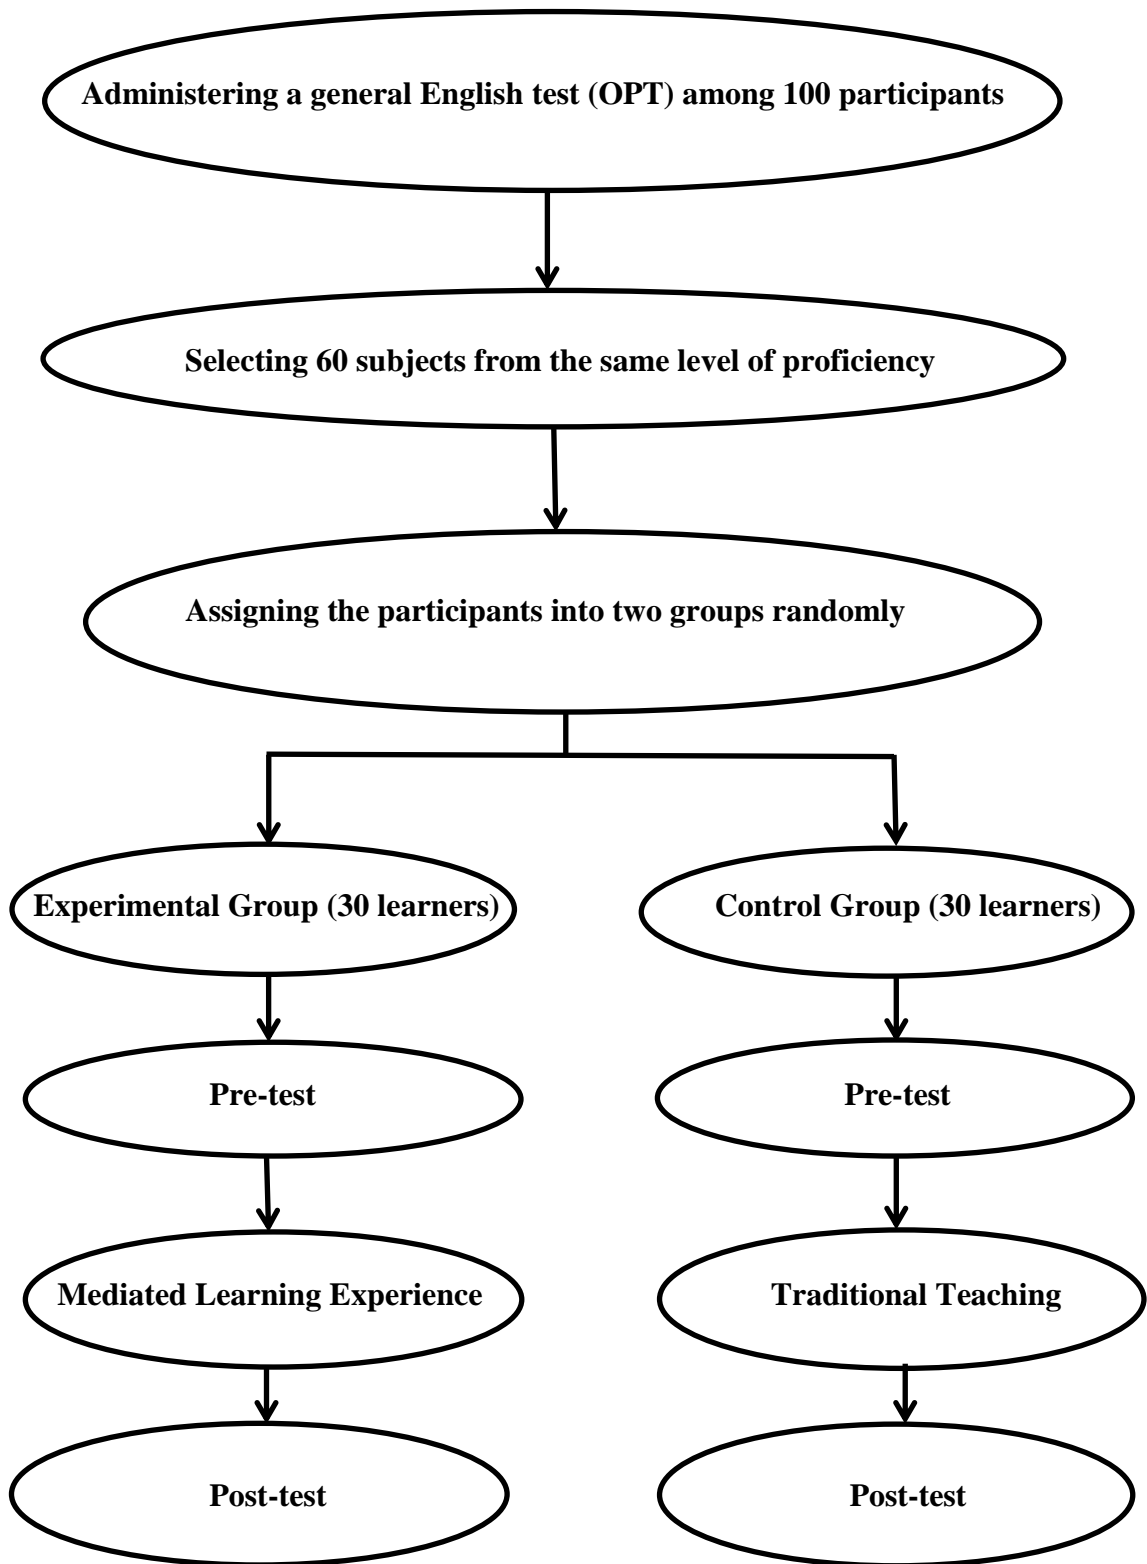 Administering a general English test (OPT) among 100 participants
Selecting 60 subjects from the same level of proficiency
Assigning the participants into two groups randomly
Experimental Group (30 learners)
Control Group (30 learners)
Pre-test
Pre-test
Mediated Learning Experience
Traditional Teaching
Post-test
Post-test